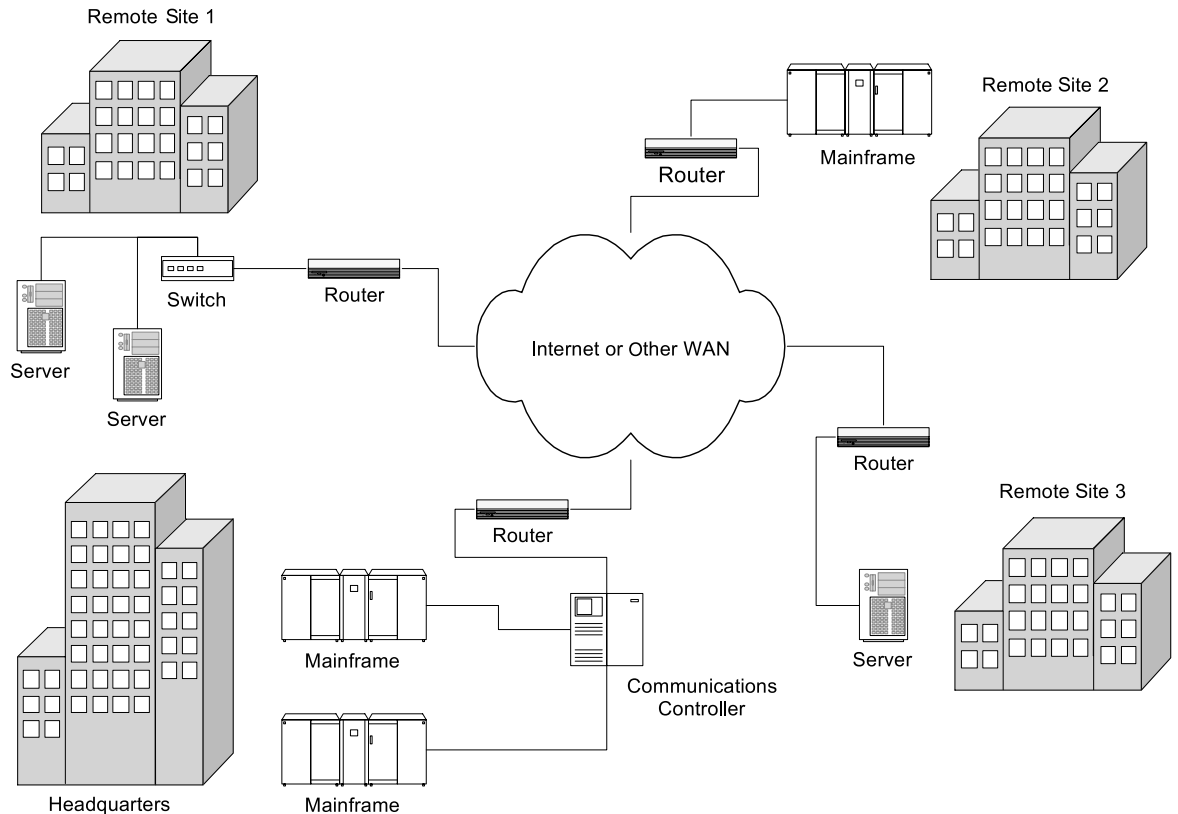 Remote Site 1
Remote Site 2
Mainframe
Router
Switch
Router
Server
Server
Internet or Other WAN
Router
Remote Site 3
Router
Mainframe
Server
Communications
Controller
Mainframe
Headquarters